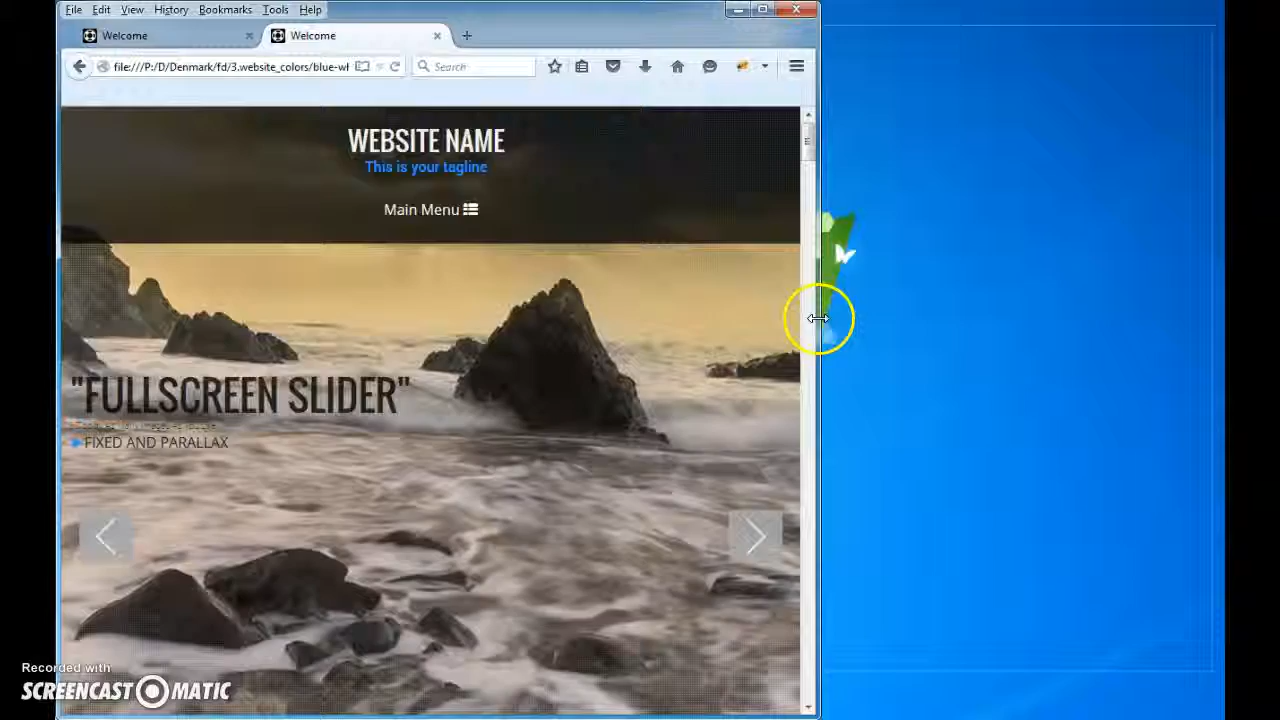 File Edit View History Bookmarks Tools Help
Welcome Welcome
file:///P:/D/Denmark/fd/3.website_colors/blue-wl Search
WEBSITE NAME
This is your tagline
Main Menu
"FULLSCREEN SLIDER"
FIXED AND PARALLAX
Recorded with
SCREENCAST MATIC